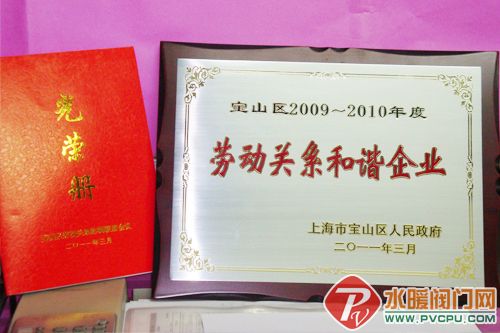 光荣册
二〇一一年三月
宝山区2009～2010年度
劳动关系和谐企业
上海市宝山区人民政府
二〇一一年三月
水暖阀门网
WWW.PVCPU.COM